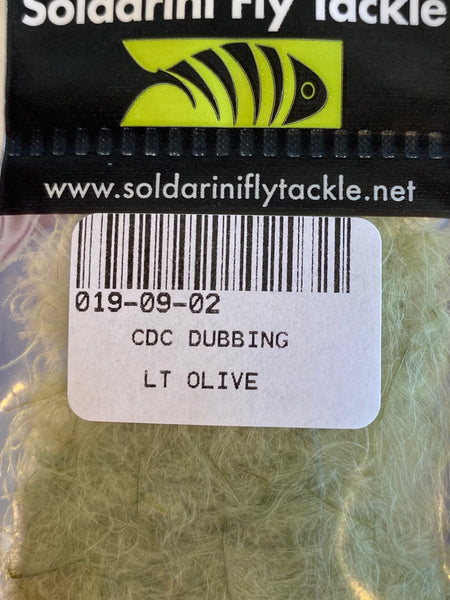 Soldarini Fly Tackle
www.soldariniflytackle.net
019-09-02
CDC DUBBING
LT OLIVE